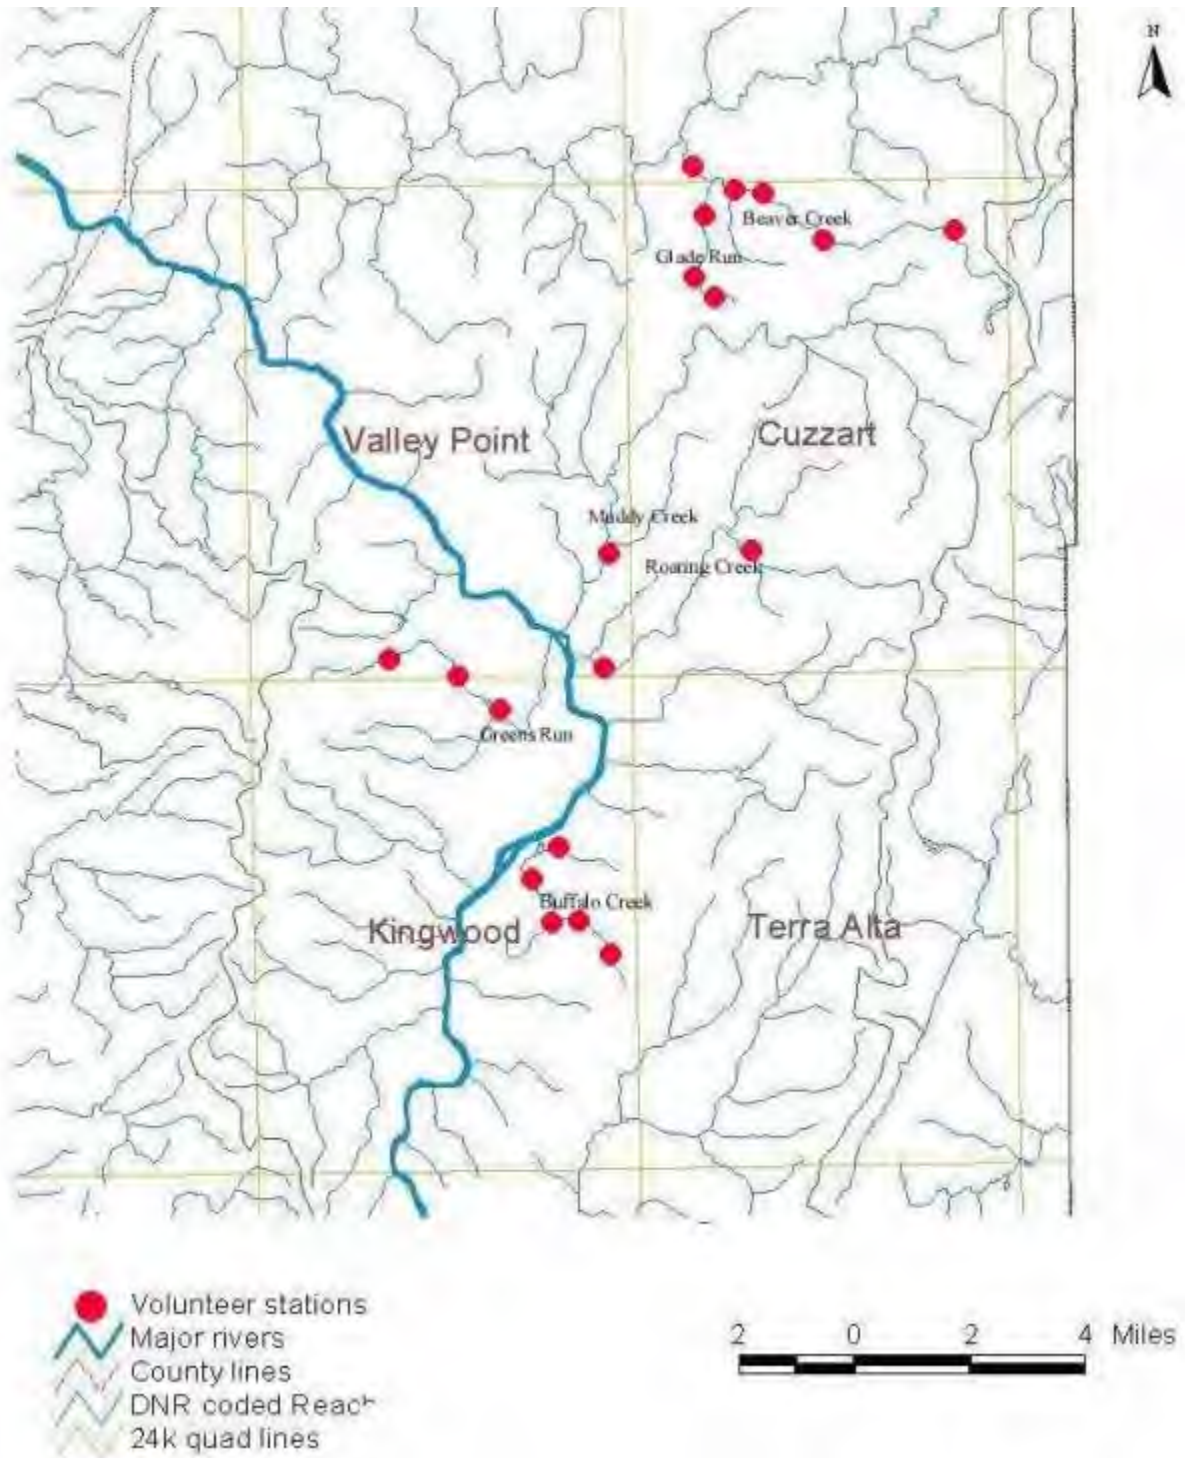 N
Beaver Creek
Glade Run
Valley Point
Cuzzart
Muddy Creek
Roaring Creek
Greens Run
Buffalo Creek
Kingwood
Terra Alta
Volunteer stations
Major rivers
County lines
DNR coded Reach
24k quad lines
2 0 2 4 Miles